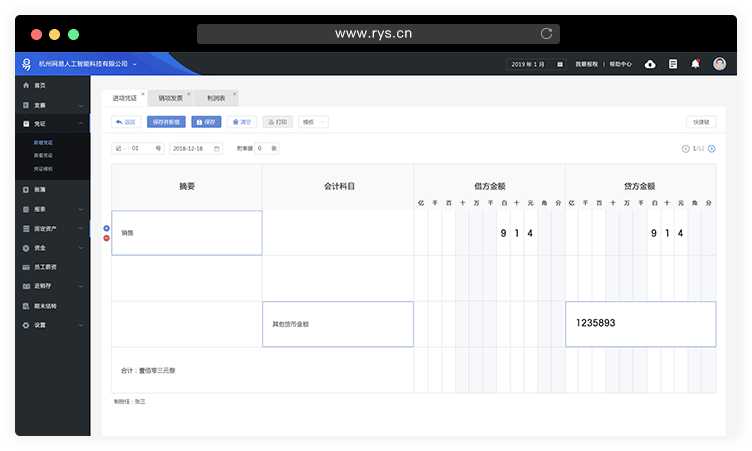 www.rys.cn
杭州网息人工智能科技有限公司
2019 年 1 月
我要报税 | 帮助中心
首页
发票
凭证
新增凭证
查看凭证
凭证模板
账簿
报表
固定资产
资金
员工薪资
进销存
期末结转
设置
进项凭证 销项发票 利润表
返回 保存并新增 保存 清空 打印 模板 快捷键
记 01 号 2018-12-18 附单据 0 张 1/12
摘要 会计科目 借方金额 贷方金额
亿 千 百 十 万 千 百 十 元 角 分 亿 千 百 十 万 千 百 十 元 角 分
销售 9 1 4 9 1 4
其他货币金额 1235893
合计：壹佰零三元整
制单任：张三